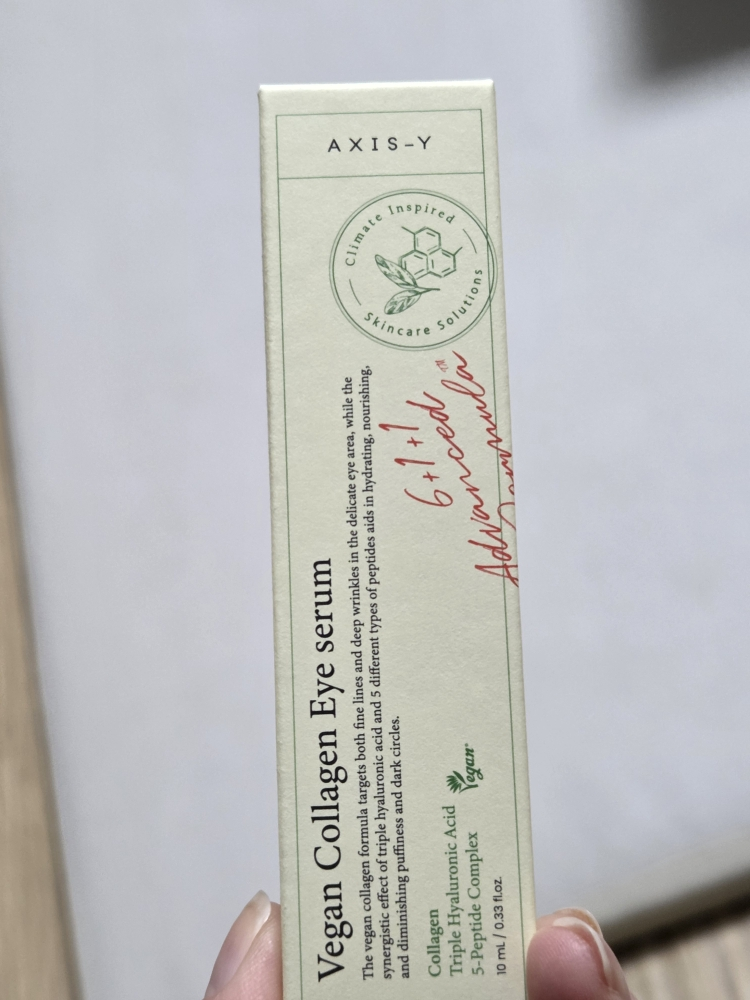 AXIS-Y
Climate Inspired
Skincare Solutions
Vegan Collagen Eye serum
The vegan collagen formula targets both fine lines and deep wrinkles in the delicate eye area, while the
synergistic effect of triple hyaluronic acid and 5 different types of peptides aids in hydrating, nourishing,
and diminishing puffiness and dark circles.
6+1+1
Advanced™
Formula
Collagen
Triple Hyaluronic Acid
5-Peptide Complex
Vegan
10 mL / 0.33 fl.oz.